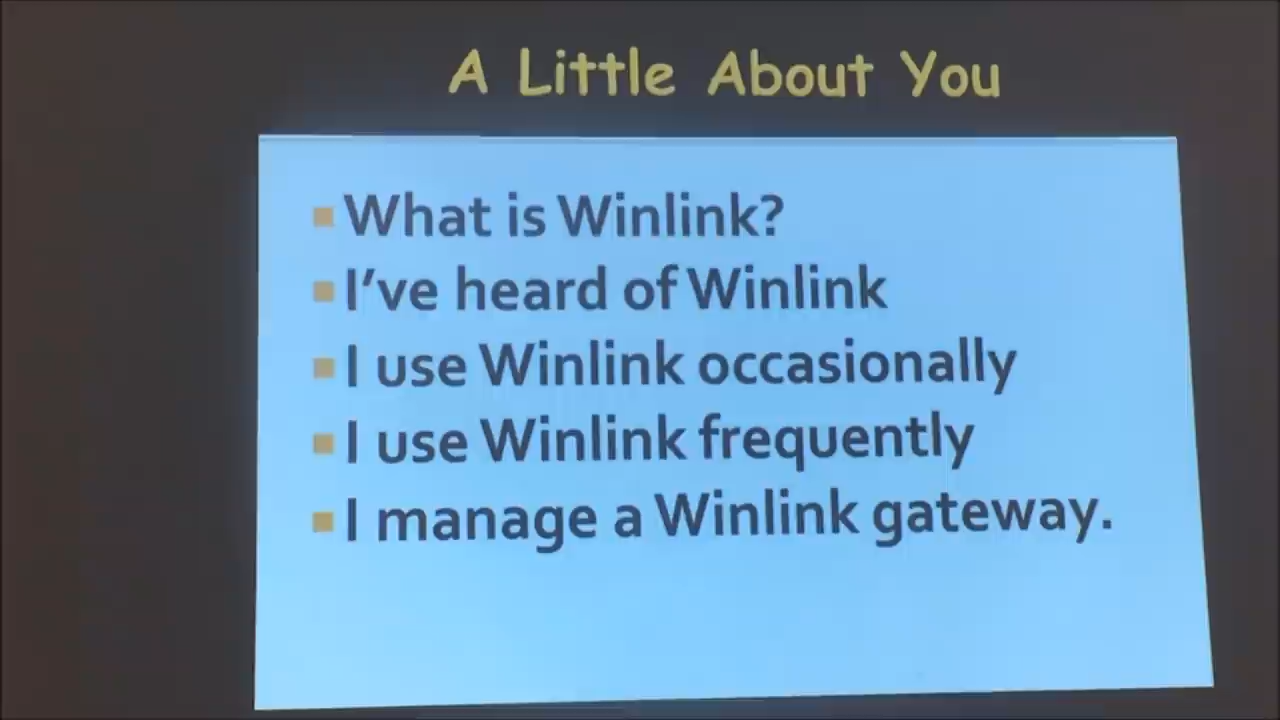 A Little About You
What is Winlink?
I've heard of Winlink
I use Winlink occasionally
I use Winlink frequently
I manage a Winlink gateway.